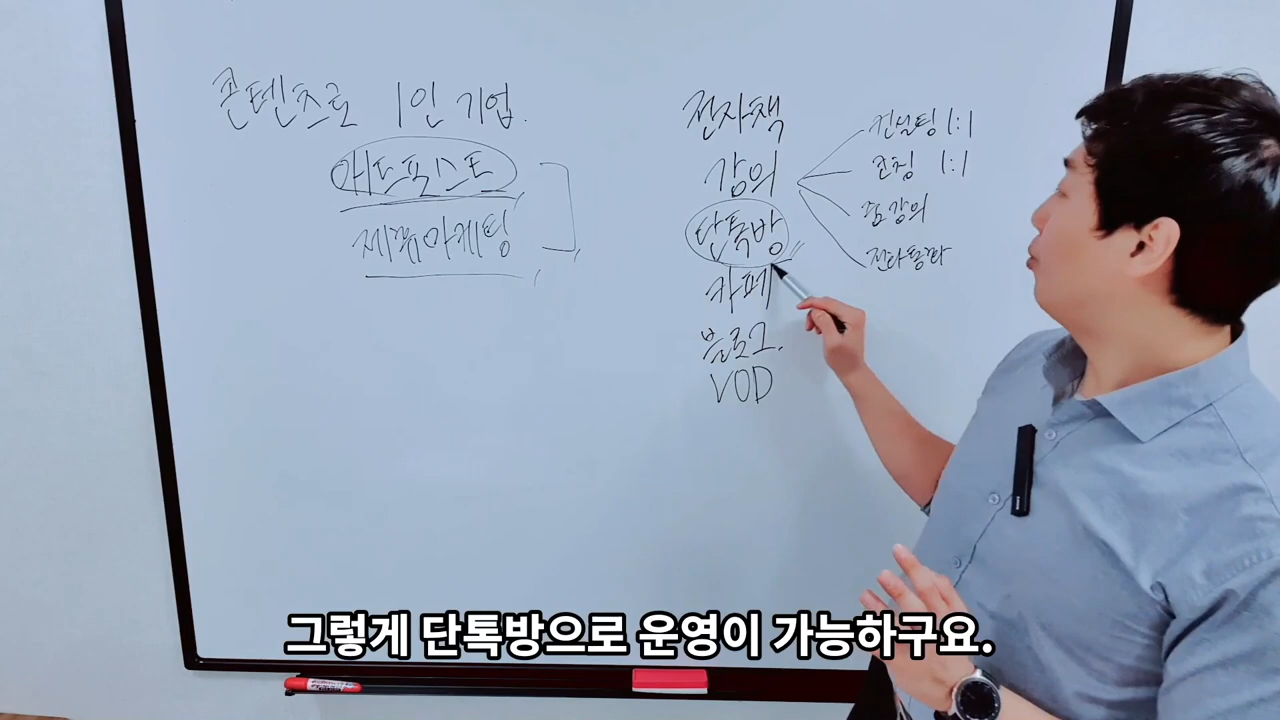 콘텐츠로 1인 기업.
애드포스트
제휴마케팅
전자책
강의
단톡방
카페
블로그.
VOD
컨설팅 1:1
코칭 1:1
줌강의
그렇게 단톡방으로 운영이 가능하구요.